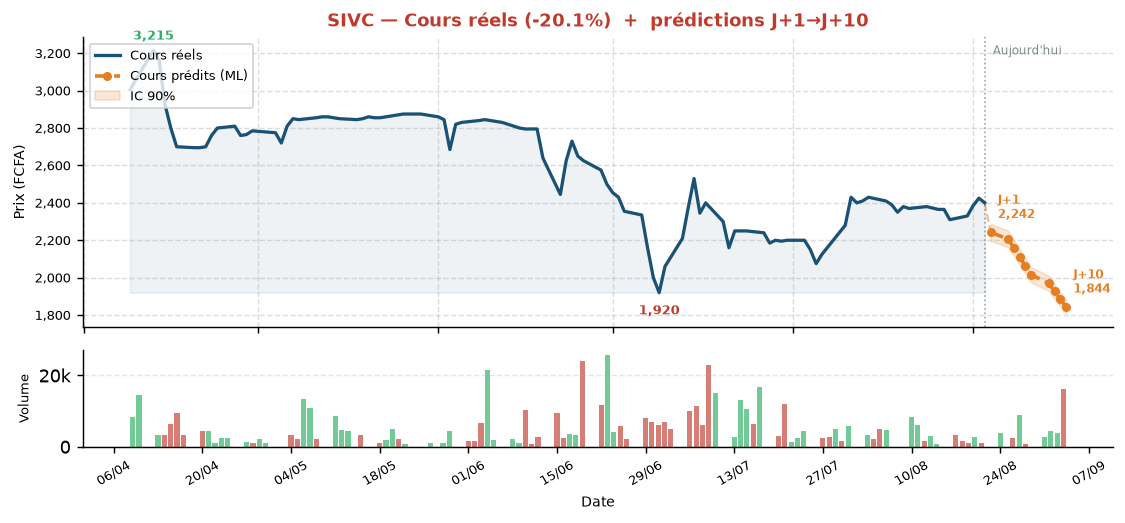 SIVC — Cours réels (-20.1%)  +  prédictions J+1→J+10
3,215
Cours réels
Cours prédits (ML)
IC 90%
Aujourd'hui
Prix (FCFA)
3,200
3,000
2,800
2,600
2,400
2,200
2,000
1,800
J+1
2,242
J+10
1,844
1,920
Volume
20k
0
06/04
20/04
04/05
18/05
01/06
15/06
29/06
13/07
27/07
10/08
24/08
07/09
Date